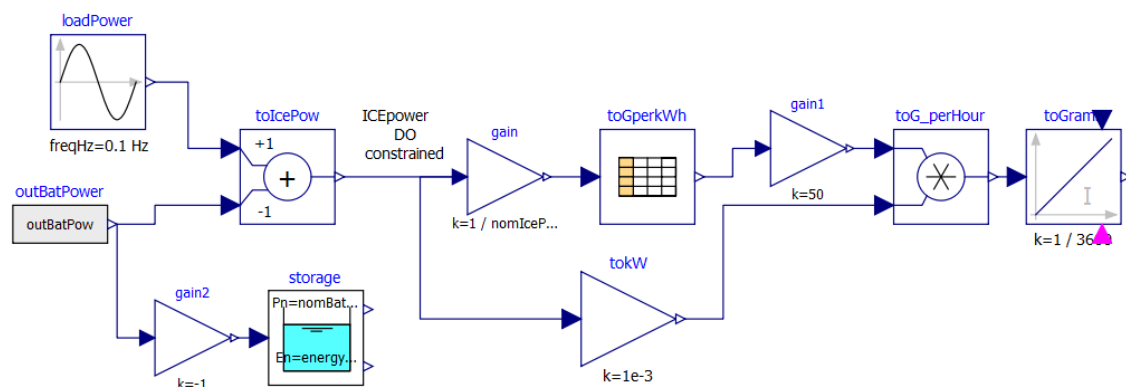 loadPower
freqHz=0.1 Hz
toIcePow
+1
+
-1
ICEpower
DO
constrained
gain
k=1 / nomIceP...
toGperkWh
gain1
k=50
toG_perHour
toGram
I
k=1 / 3600
outBatPower
outBatPow
gain2
k=-1
storage
Pn=nomBat...
En=energy...
tokW
k=1e-3